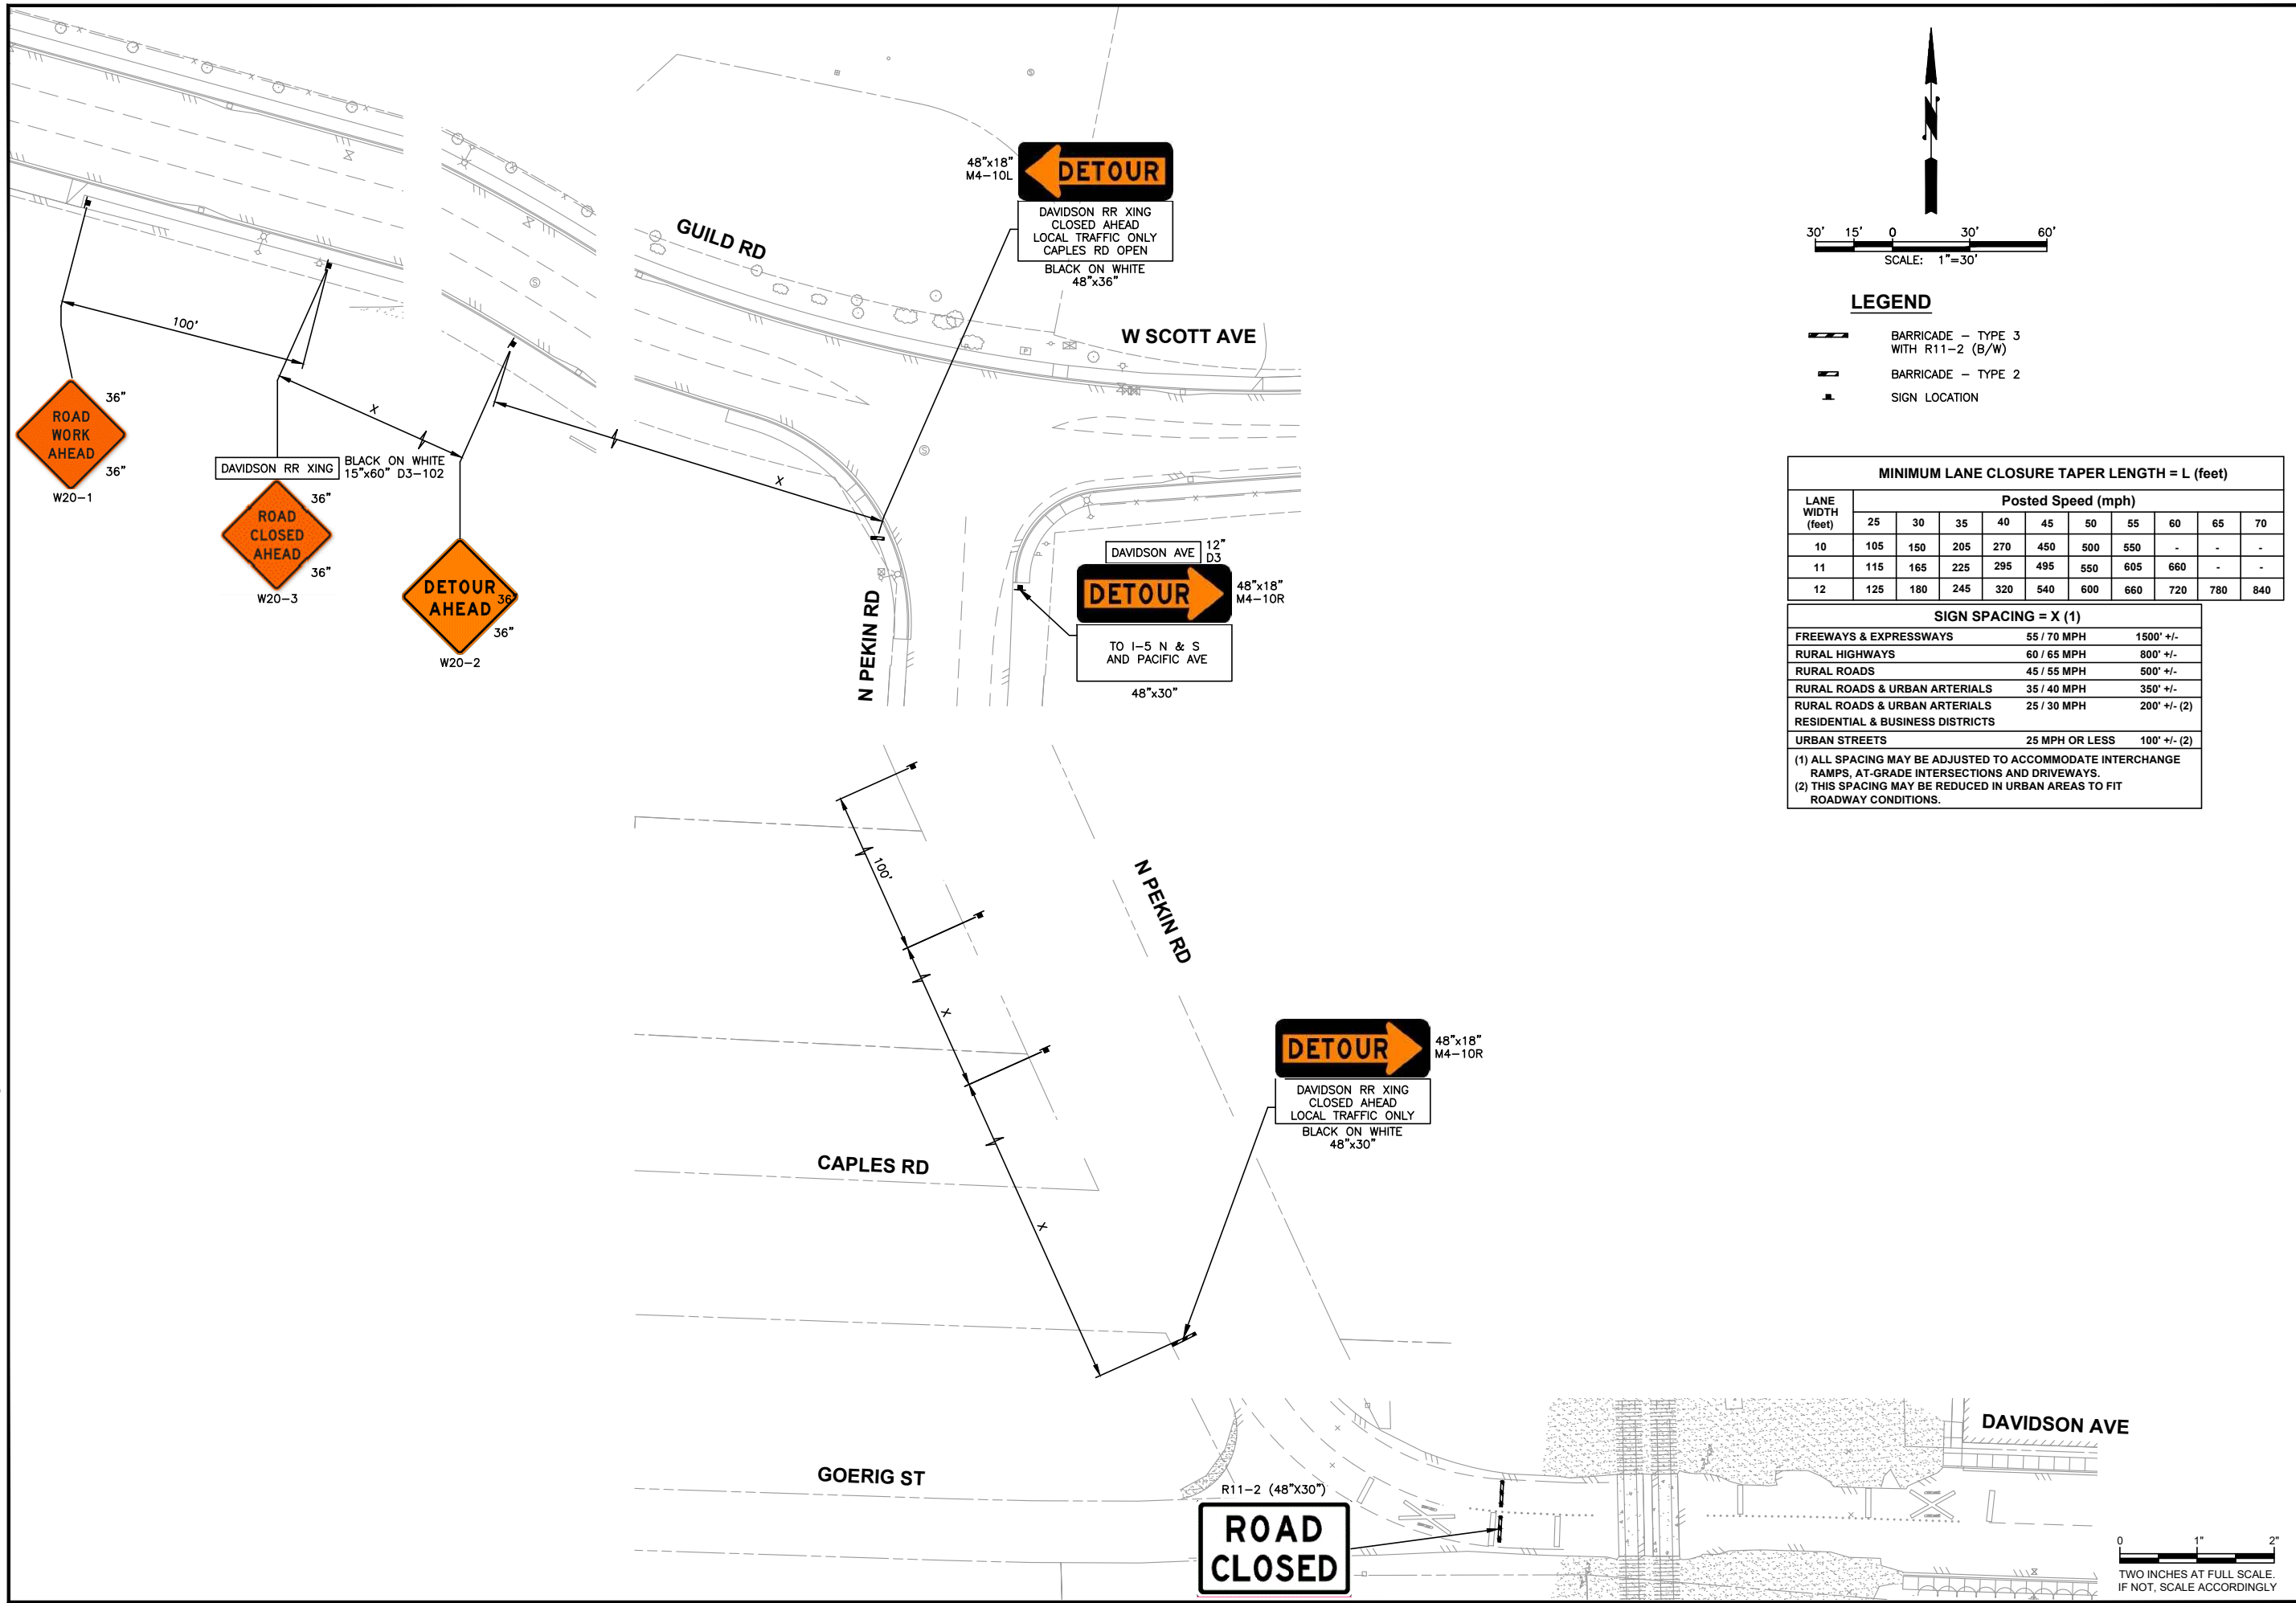 48"x18"
M4-10L
DETOUR
DAVIDSON RR XING
CLOSED AHEAD
LOCAL TRAFFIC ONLY
CAPLES RD OPEN
BLACK ON WHITE
48"x36"
GUILD RD
W SCOTT AVE
N
30' 15' 0 30' 60'
SCALE: 1"=30'
LEGEND
BARRICADE - TYPE 3
WITH R11-2 (B/W)
BARRICADE - TYPE 2
SIGN LOCATION
100'
X
X
ROAD
WORK
AHEAD
36"
36"
W20-1
DAVIDSON RR XING
BLACK ON WHITE
15"x60" D3-102
ROAD
CLOSED
AHEAD
36"
36"
W20-3
DETOUR
AHEAD
36"
36"
W20-2
N PEKIN RD
DAVIDSON AVE
12"
D3
DETOUR
48"x18"
M4-10R
TO I-5 N & S
AND PACIFIC AVE
48"x30"
MINIMUM LANE CLOSURE TAPER LENGTH = L (feet)
LANE
WIDTH
(feet)
Posted Speed (mph)
25 30 35 40 45 50 55 60 65 70
10 105 150 205 270 450 500 550 - - -
11 115 165 225 295 495 550 605 660 - -
12 125 180 245 320 540 600 660 720 780 840
SIGN SPACING = X (1)
FREEWAYS & EXPRESSWAYS 55 / 70 MPH 1500' +/-
RURAL HIGHWAYS 60 / 65 MPH 800' +/-
RURAL ROADS 45 / 55 MPH 500' +/-
RURAL ROADS & URBAN ARTERIALS 35 / 40 MPH 350' +/-
RURAL ROADS & URBAN ARTERIALS 25 / 30 MPH 200' +/- (2)
RESIDENTIAL & BUSINESS DISTRICTS
URBAN STREETS 25 MPH OR LESS 100' +/- (2)
(1) ALL SPACING MAY BE ADJUSTED TO ACCOMMODATE INTERCHANGE
RAMPS, AT-GRADE INTERSECTIONS AND DRIVEWAYS.
(2) THIS SPACING MAY BE REDUCED IN URBAN AREAS TO FIT
ROADWAY CONDITIONS.
100'
X
X
N PEKIN RD
DETOUR
48"x18"
M4-10R
DAVIDSON RR XING
CLOSED AHEAD
LOCAL TRAFFIC ONLY
BLACK ON WHITE
48"x30"
CAPLES RD
GOERIG ST
DAVIDSON AVE
R11-2 (48"X30")
ROAD
CLOSED
0 1" 2"
TWO INCHES AT FULL SCALE.
IF NOT, SCALE ACCORDINGLY